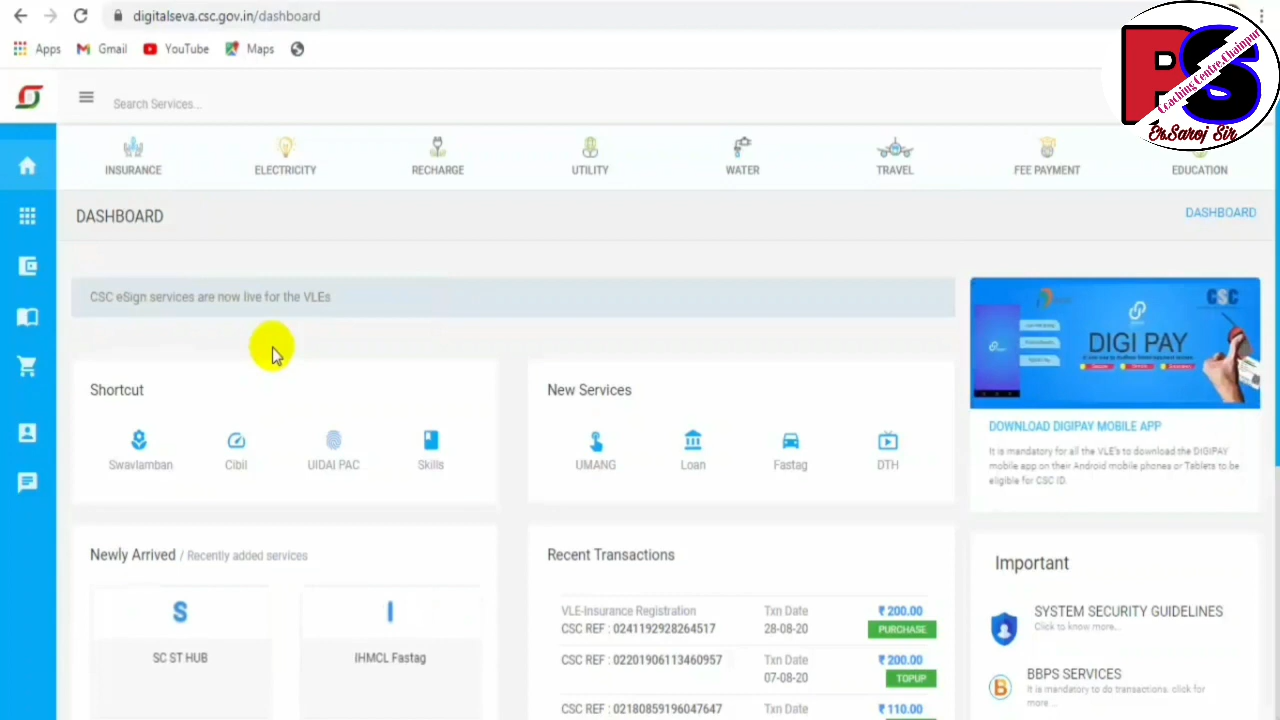 digitalseva.csc.gov.in/dashboard
Apps
Gmail
YouTube
Maps
PS
Coaching Centre, Chainpur
Er.Saroj Sir
Search Services...
INSURANCE
ELECTRICITY
RECHARGE
UTILITY
WATER
TRAVEL
FEE PAYMENT
EDUCATION
DASHBOARD
DASHBOARD
CSC eSign services are now live for the VLEs
Shortcut
Swavlamban
Cibil
UIDAI PAC
Skills
New Services
UMANG
Loan
Fastag
DTH
CSC
DIGI PAY
DOWNLOAD DIGIPAY MOBILE APP
It is mandatory for all the VLE's to download the DIGIPAY
mobile app on their Android mobile phones or Tablets to be
eligible for CSC ID.
Newly Arrived / Recently added services
S
SC ST HUB
I
IHMCL Fastag
Recent Transactions
VLE-Insurance Registration
CSC REF : 0241192928264517
Txn Date
28-08-20
₹ 200.00
PURCHASE
CSC REF : 02201906113460957
Txn Date
07-08-20
₹ 200.00
TOPUP
CSC REF : 02180859196047647
Txn Date
₹ 110.00
Important
SYSTEM SECURITY GUIDELINES
Click to know more...
B
BBPS SERVICES
It is mandatory to do transactions. click for
more...